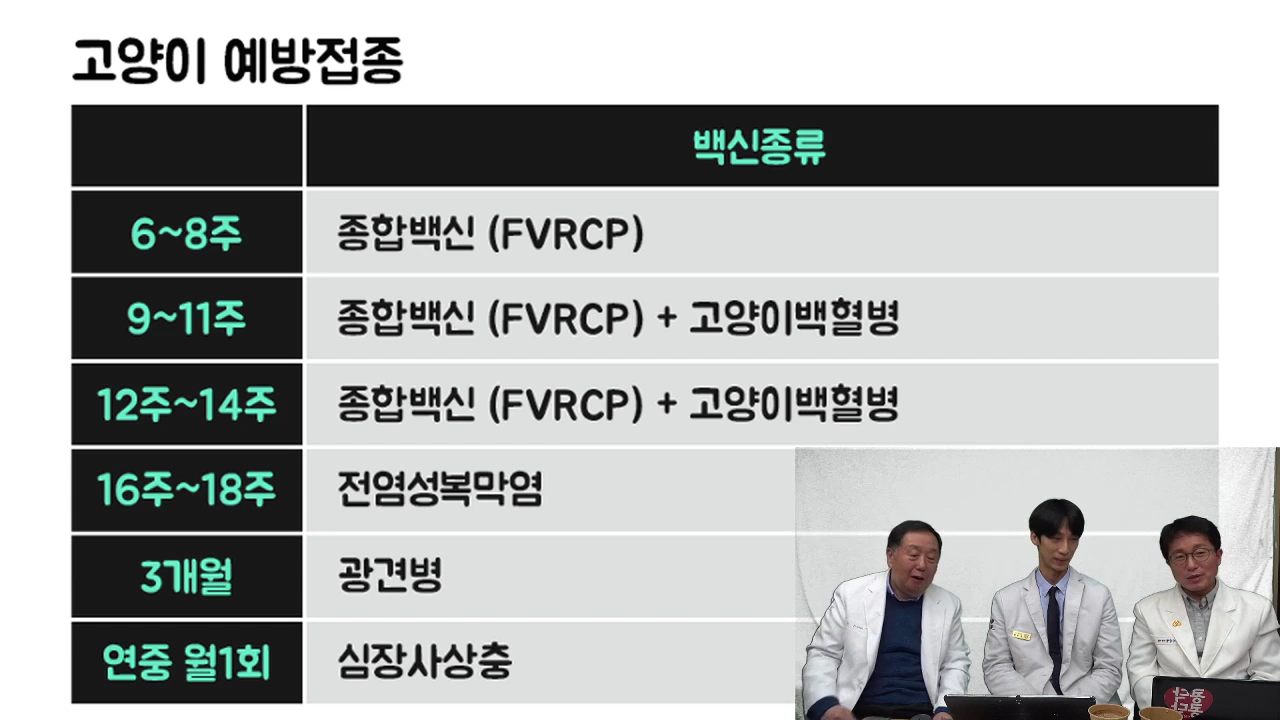 고양이 예방접종
백신종류
6~8주 종합백신 (FVRCP)
9~11주 종합백신 (FVRCP) + 고양이백혈병
12주~14주 종합백신 (FVRCP) + 고양이백혈병
16주~18주 전염성복막염
3개월 광견병
연중 월1회 심장사상충